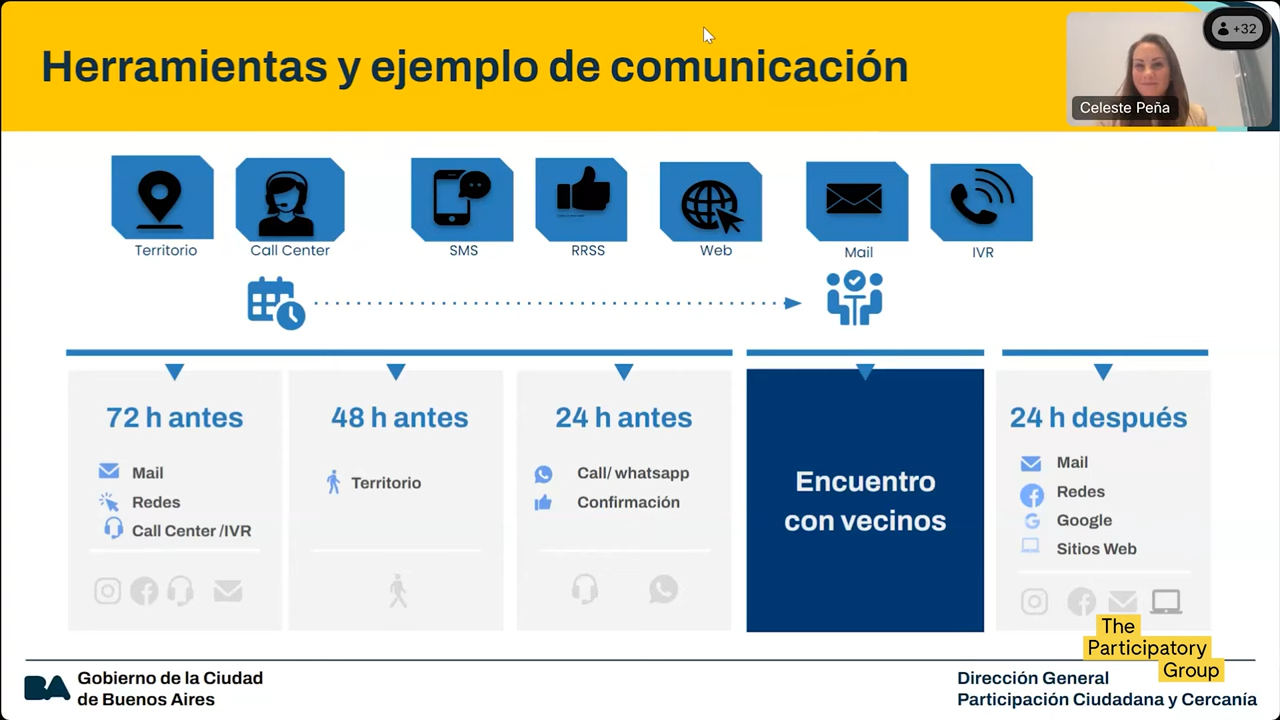 Herramientas y ejemplo de comunicación
+32
Celeste Peña
Territorio
Call Center
SMS
RRSS
Web
Mail
IVR
72 h antes
Mail
Redes
Call Center /IVR
48 h antes
Territorio
24 h antes
Call/ whatsapp
Confirmación
Encuentro
con vecinos
24 h después
Mail
Redes
Google
Sitios Web
The
Participatory
Group
BA
Gobierno de la Ciudad
de Buenos Aires
Dirección General
Participación Ciudadana y Cercanía